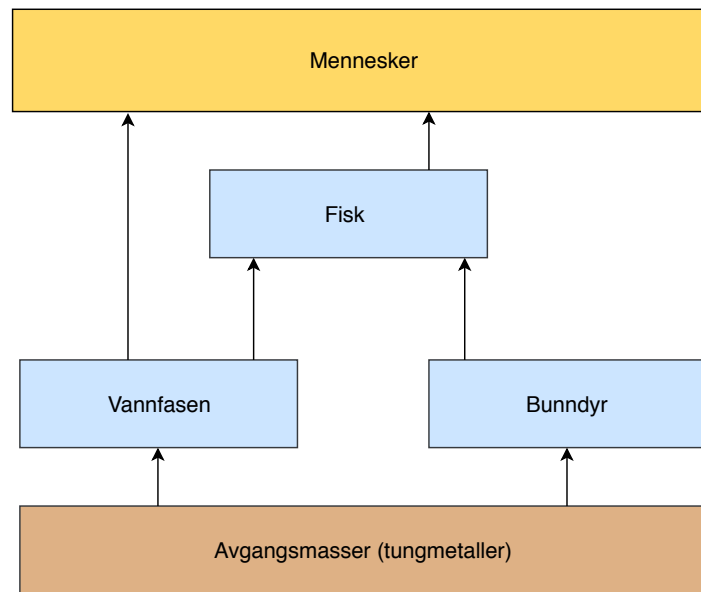 Mennesker
Fisk
Vannfasen
Bunndyr
Avgangsmasser (tungmetaller)